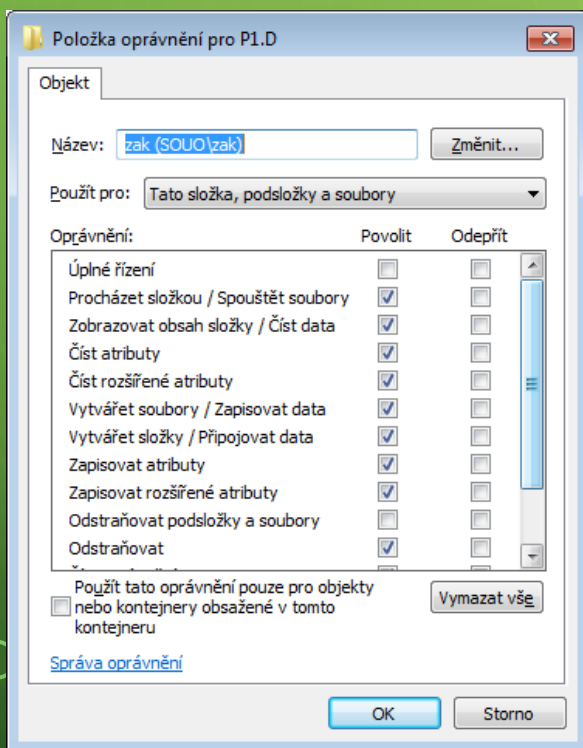 Položka oprávnění pro P1.D
Objekt
Název: zak (SOUO\zak) Změnit...
Použít pro: Tato složka, podsložky a soubory
Oprávnění: Povolit Odepřít
Úplné řízení
Procházet složkou / Spouštět soubory
Zobrazovat obsah složky / Číst data
Číst atributy
Číst rozšířené atributy
Vytvářet soubory / Zapisovat data
Vytvářet složky / Připojovat data
Zapisovat atributy
Zapisovat rozšířené atributy
Odstraňovat podsložky a soubory
Odstraňovat
Použít tato oprávnění pouze pro objekty
nebo kontejnery obsažené v tomto
kontejneru
Vymazat vše
Správa oprávnění
OK Storno